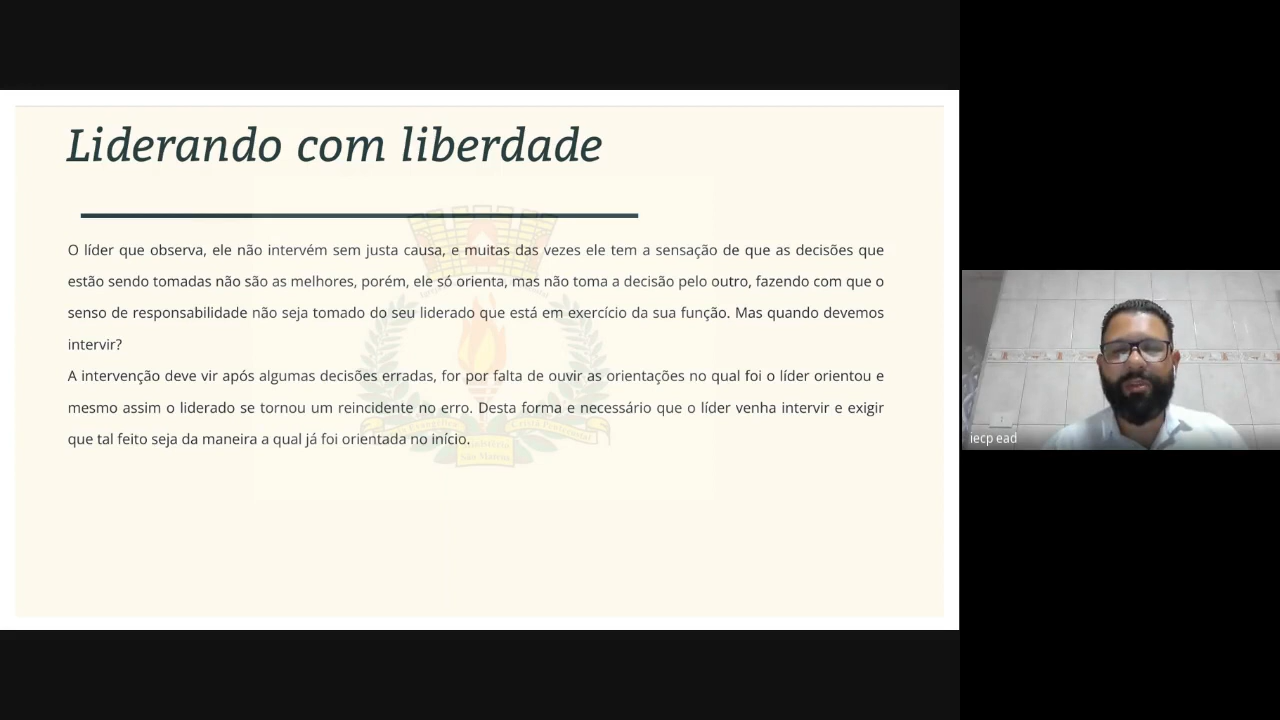 Liderando com liberdade
O líder que observa, ele não intervém sem justa causa, e muitas das vezes ele tem a sensação de que as decisões que
estão sendo tomadas não são as melhores, porém, ele só orienta, mas não toma a decisão pelo outro, fazendo com que o
senso de responsabilidade não seja tomado do seu liderado que está em exercício da sua função. Mas quando devemos
intervir?
A intervenção deve vir após algumas decisões erradas, for por falta de ouvir as orientações no qual foi o líder orientou e
mesmo assim o liderado se tornou um reincidente no erro. Desta forma e necessário que o líder venha intervir e exigir
que tal feito seja da maneira a qual já foi orientada no início.
São Mateus
iecp ead